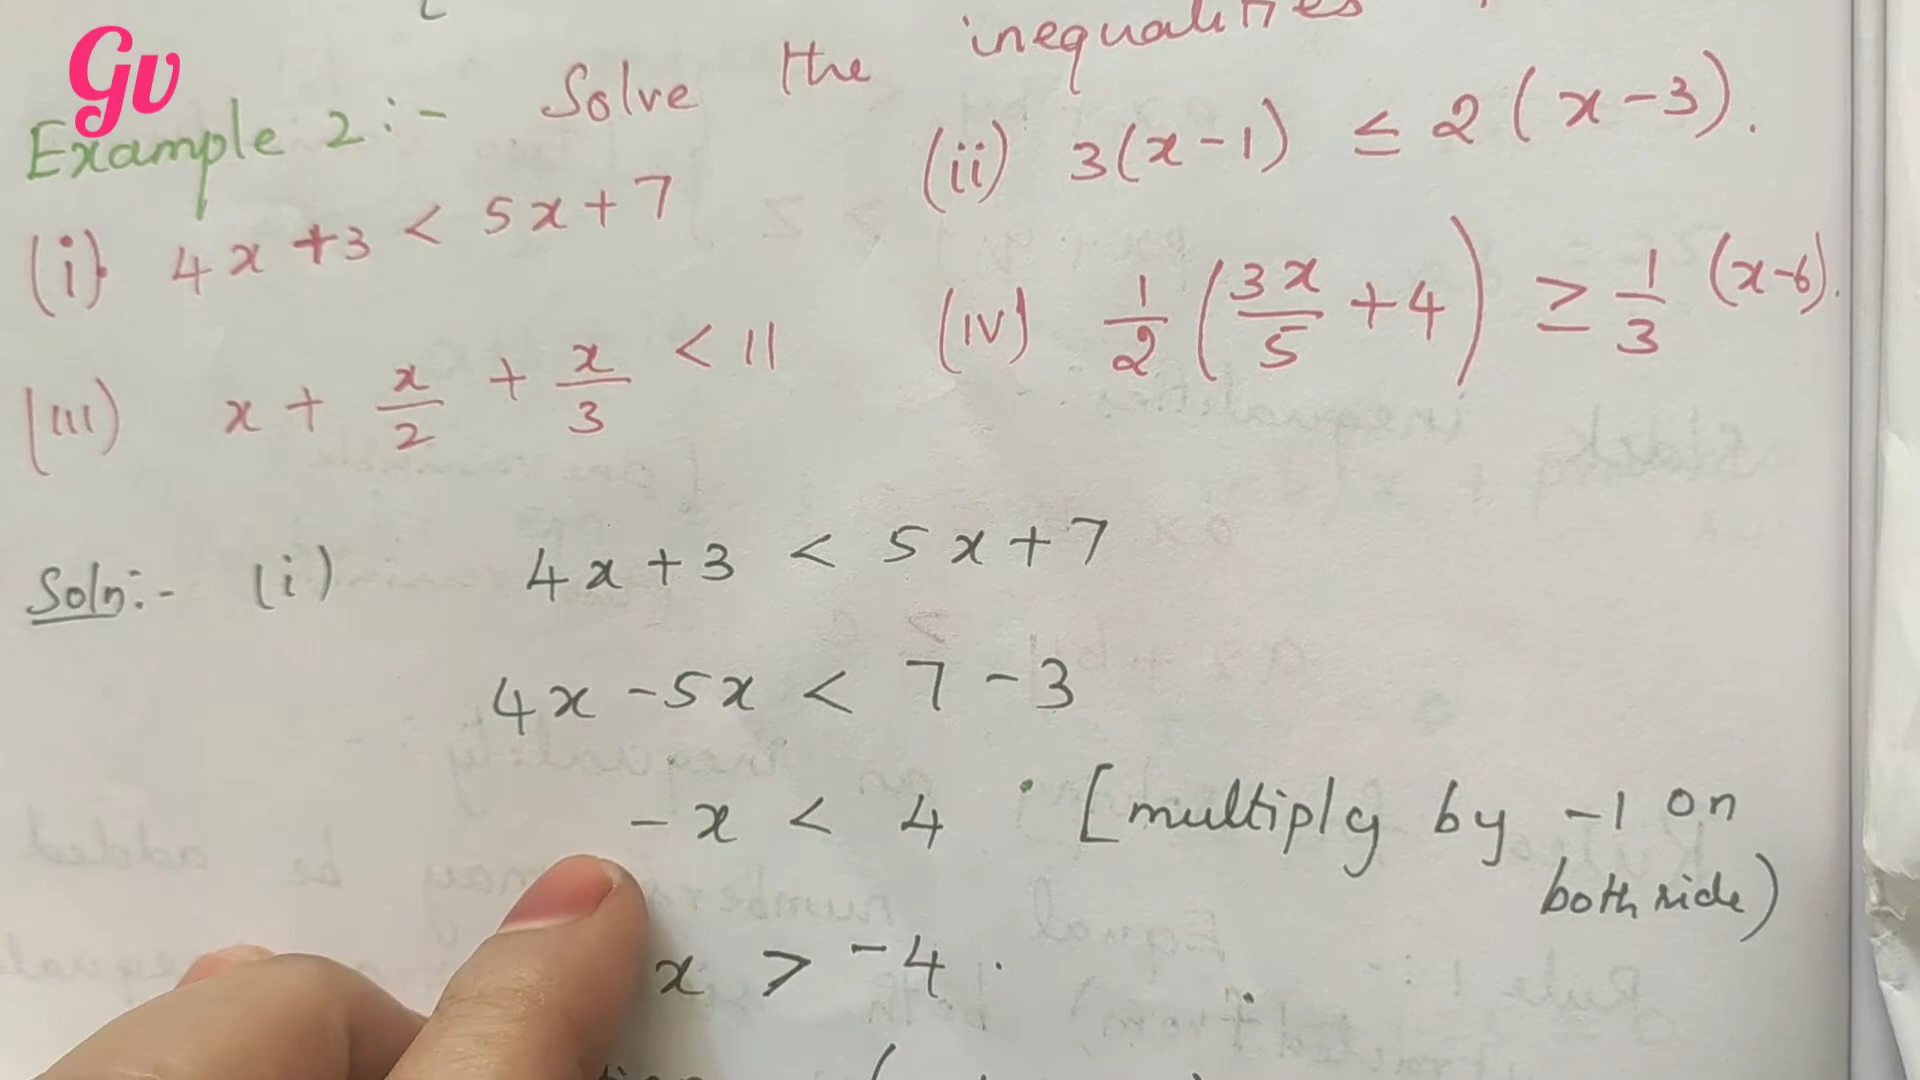 Gv
Example 2:- Solve the inequalities
(i) 4x+3 < 5x+7
(ii) 3(x-1) ≤ 2(x-3).
(iii) x + x/2 + x/3 < 11
(iv) 1/2 (3x/5 + 4) ≥ 1/3 (x-6).
Soln:- (i) 4x+3 < 5x+7
4x -5x < 7-3
-x < 4 [multiply by -1 on
both side)
x > -4.